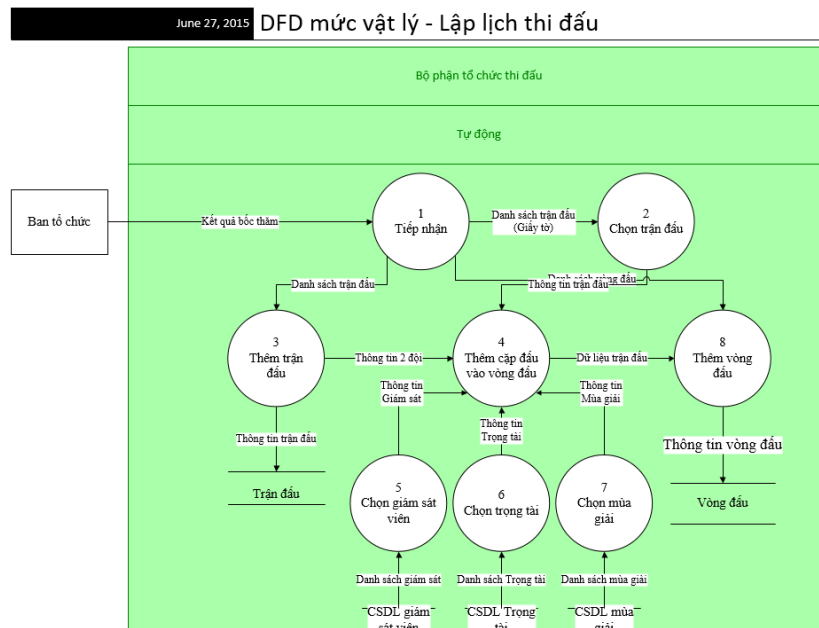 June 27, 2015 DFD mức vật lý - Lập lịch thi đấu
Bộ phận tổ chức thi đấu
Tự động
Ban tổ chức
Kết quả bốc thăm
1
Tiếp nhận
Danh sách trận đấu
(Giấy tờ)
2
Chọn trận đấu
Danh sách trận đấu
Danh sách vòng đấu
Thông tin trận đấu
3
Thêm trận
đấu
Thông tin 2 đội
4
Thêm cặp đấu
vào vòng đấu
Dữ liệu trận đấu
8
Thêm vòng
đấu
Thông tin
Giám sát
Thông tin
Mùa giải
Thông tin
Trọng tài
Thông tin trận đấu
Thông tin vòng đấu
Trận đấu
5
Chọn giám sát
viên
6
Chọn trọng tài
7
Chọn mùa
giải
Vòng đấu
Danh sách giám sát
Danh sách Trọng tài
Danh sách mùa giải
CSDL giám
sát viên
CSDL Trọng
tài
CSDL mùa
giải